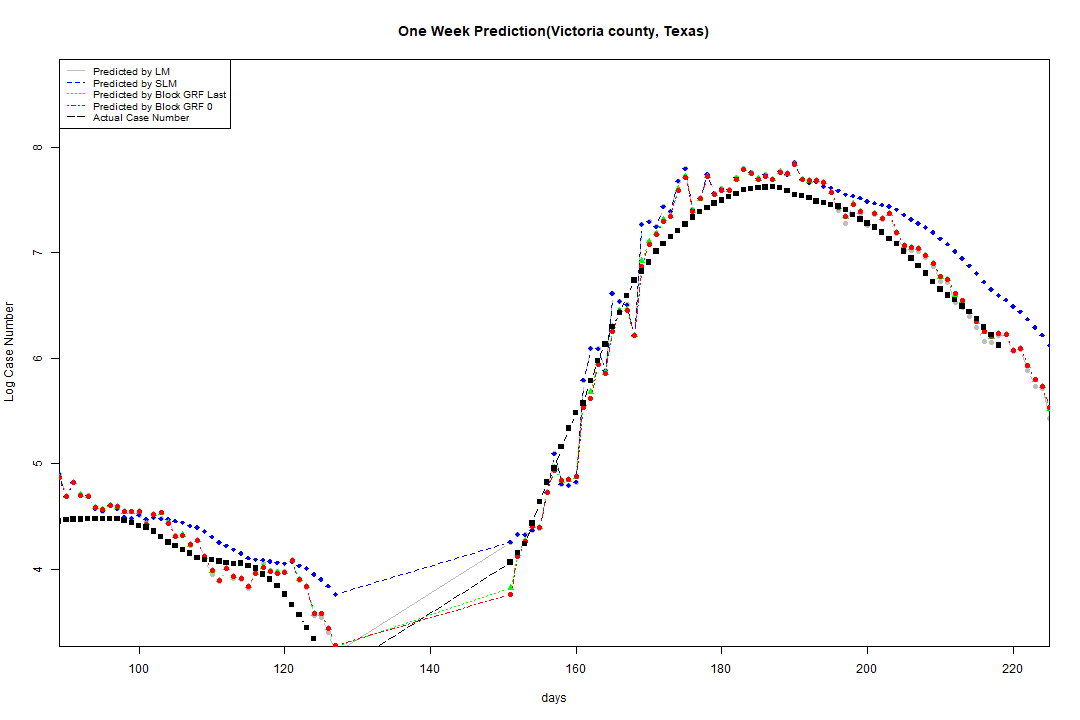 One Week Prediction(Victoria county, Texas)
Predicted by LM
Predicted by SLM
Predicted by Block GRF Last
Predicted by Block GRF 0
Actual Case Number
8
7
6
5
4
Log Case Number
100 120 140 160 180 200 220
days